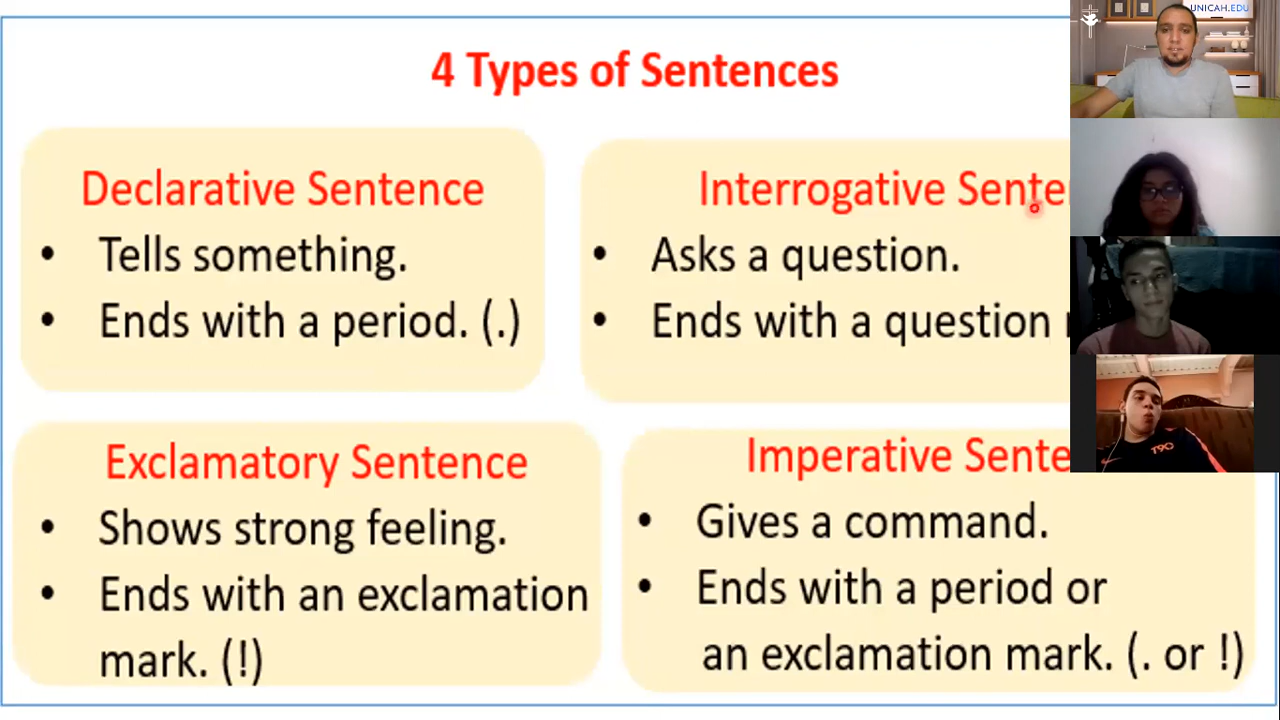 4 Types of Sentences
UNICAH.EDU
Declarative Sentence
• Tells something.
• Ends with a period. (.)
Interrogative
• Asks a question.
• Ends with a question
Exclamatory Sentence
• Shows strong feeling.
• Ends with an exclamation
mark. (!)
Imperative
• Gives a command.
• Ends with a period or
an exclamation mark. (. or !)
T90